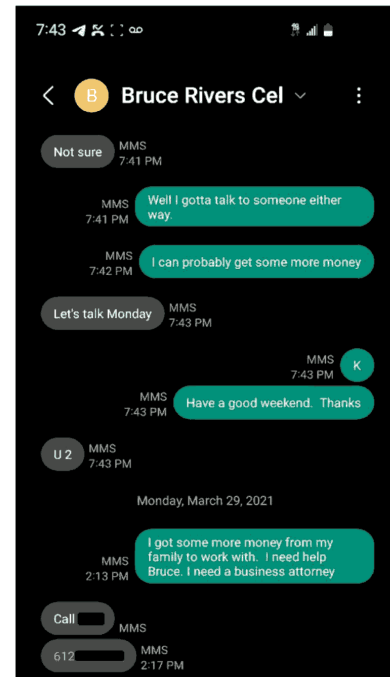 7:43
B Bruce Rivers Cel
Not sure
MMS
7:41 PM
Well I gotta talk to someone either
way.
MMS
7:41 PM
I can probably get some more money
MMS
7:42 PM
Let's talk Monday
MMS
7:43 PM
K
MMS
7:43 PM
Have a good weekend.  Thanks
MMS
7:43 PM
U 2
MMS
7:43 PM
Monday, March 29, 2021
I got some more money from my
family to work with.  I need help
Bruce. I need a business attorney
MMS
2:13 PM
Call
MMS
612
MMS
2:17 PM